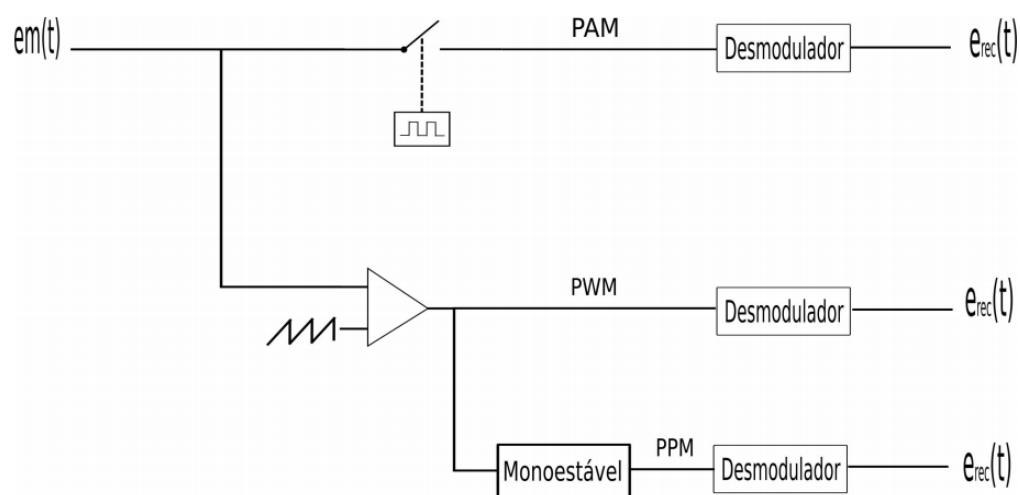 em(t)
PAM
Desmodulador
erec(t)
PWM
Desmodulador
erec(t)
Monoestável
PPM
Desmodulador
erec(t)